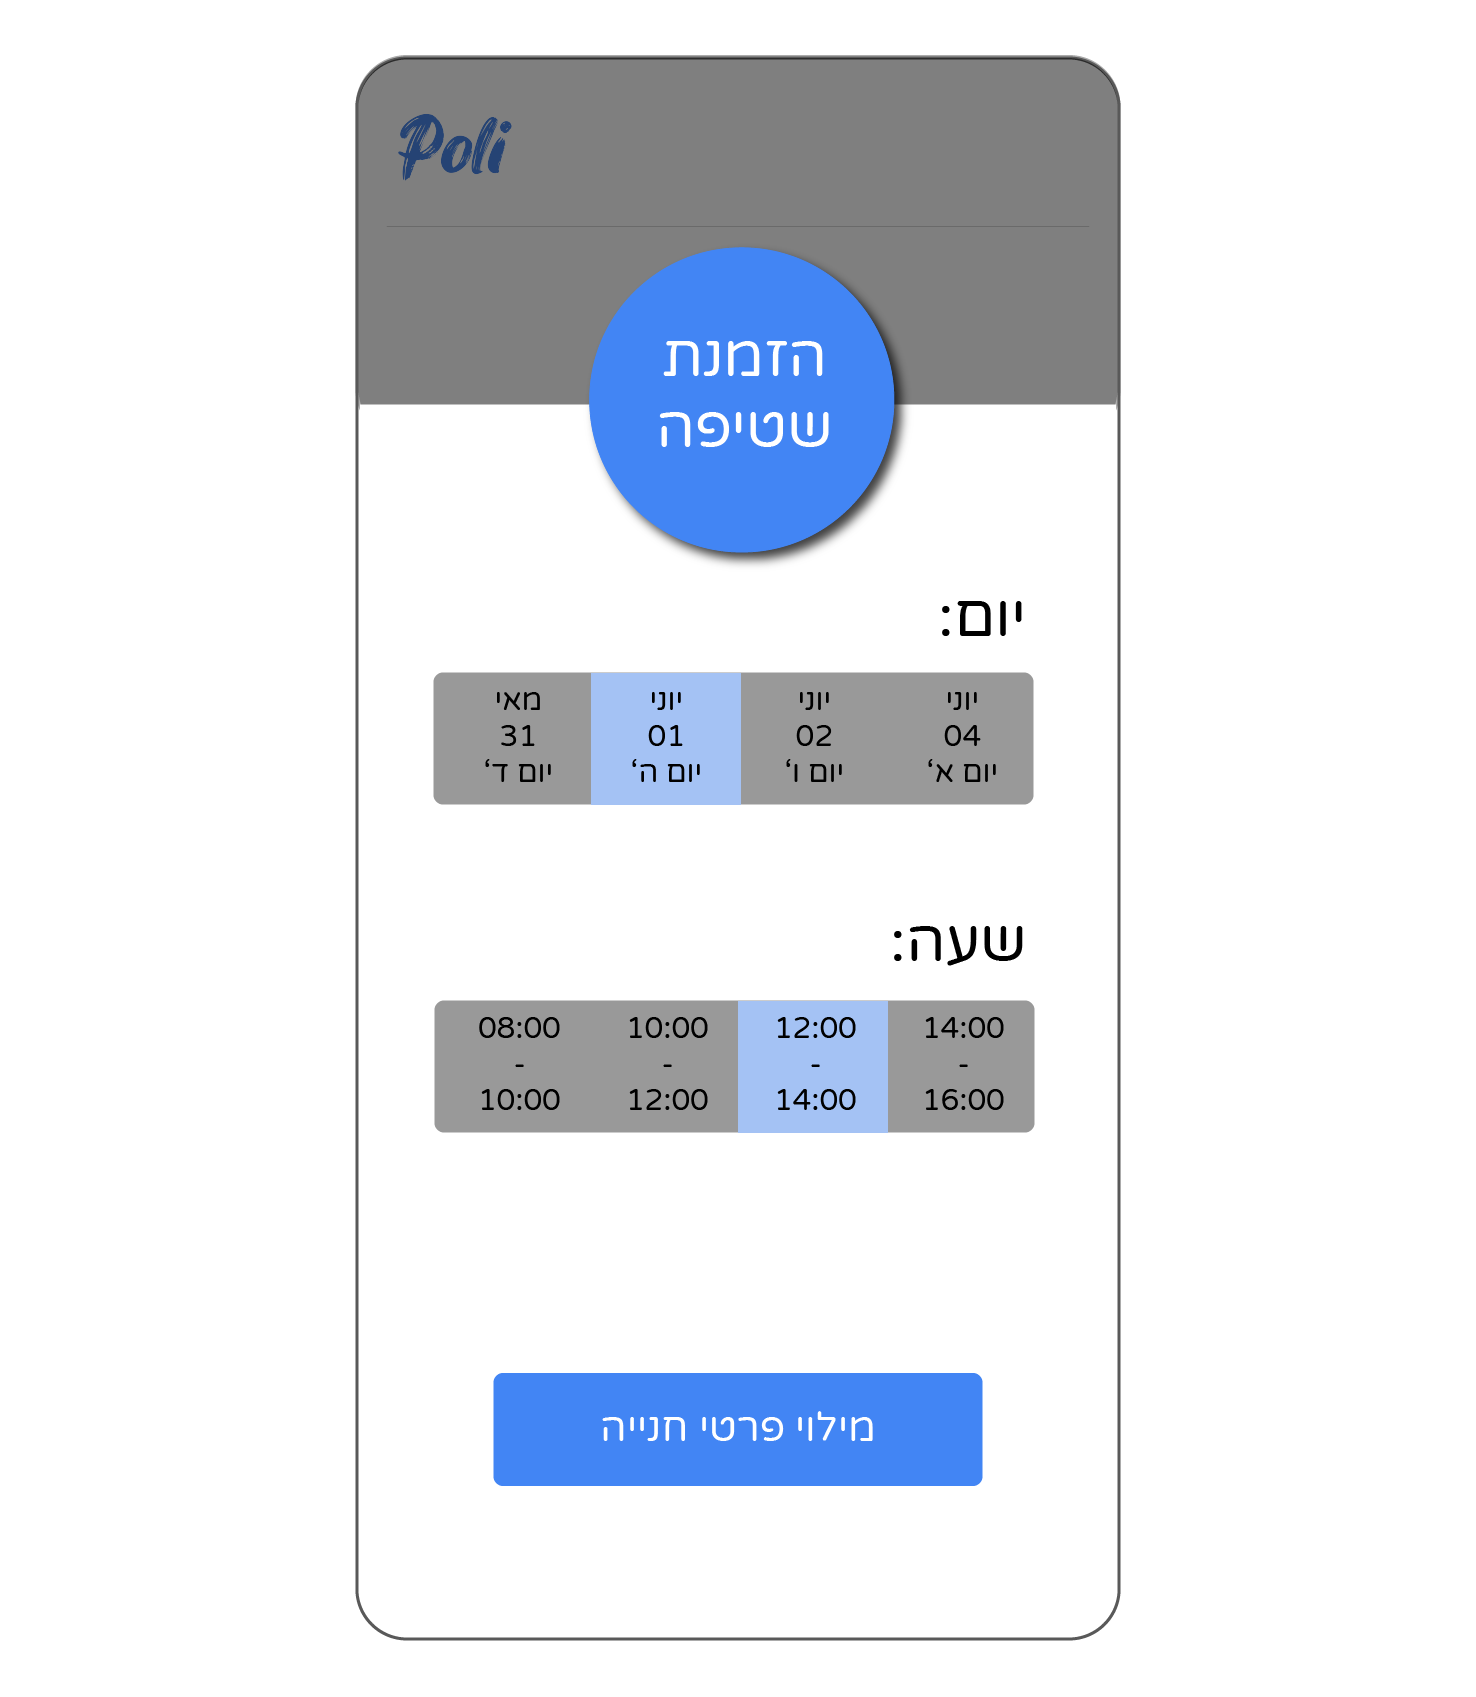 Poli
הזמנת
שטיפה
יום:
מאי יוני יוני יוני
31 01 02 04
יום ד‘ יום ה‘ יום ו‘ יום א‘
שעה:
08:00 10:00 12:00 14:00
- - - -
10:00 12:00 14:00 16:00
מילוי פרטי חנייה